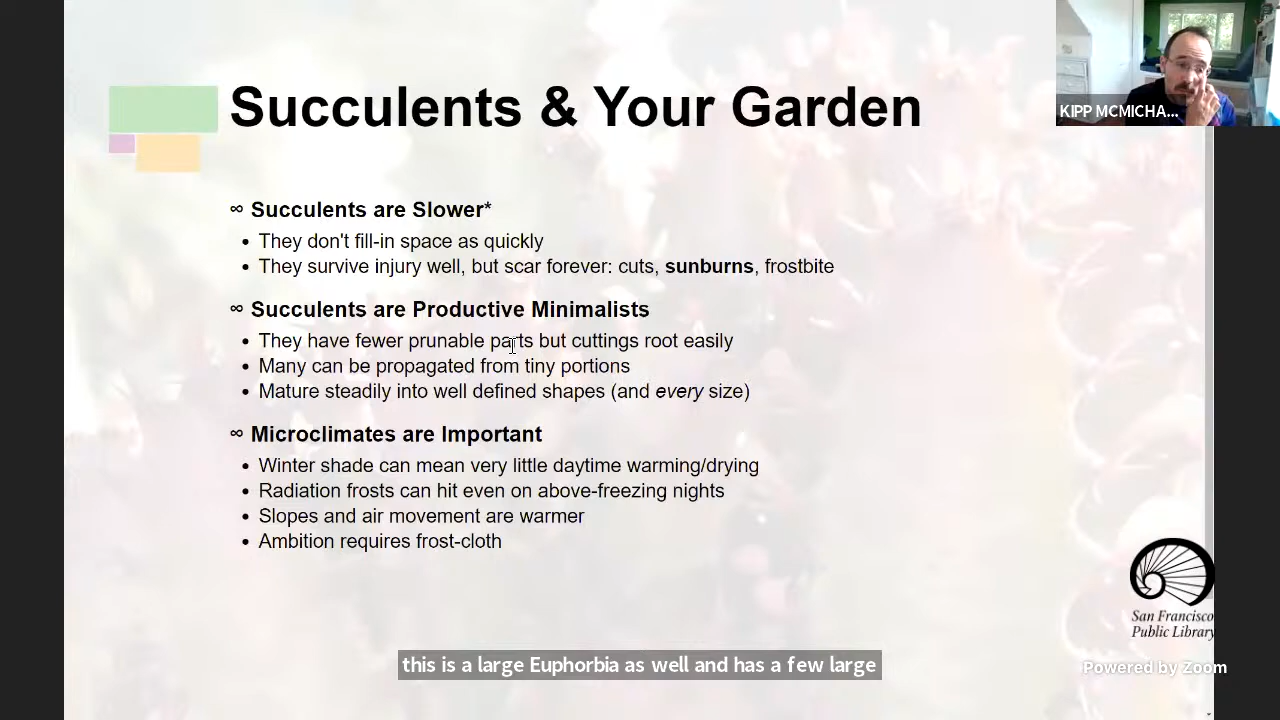 Succulents & Your Garden
KIPP MCMICHA...
∞ Succulents are Slower*
• They don't fill-in space as quickly
• They survive injury well, but scar forever: cuts, sunburns, frostbite
∞ Succulents are Productive Minimalists
• They have fewer prunable parts but cuttings root easily
• Many can be propagated from tiny portions
• Mature steadily into well defined shapes (and every size)
∞ Microclimates are Important
• Winter shade can mean very little daytime warming/drying
• Radiation frosts can hit even on above-freezing nights
• Slopes and air movement are warmer
• Ambition requires frost-cloth
San Francisco
Public Library
this is a large Euphorbia as well and has a few large
Powered by Zoom